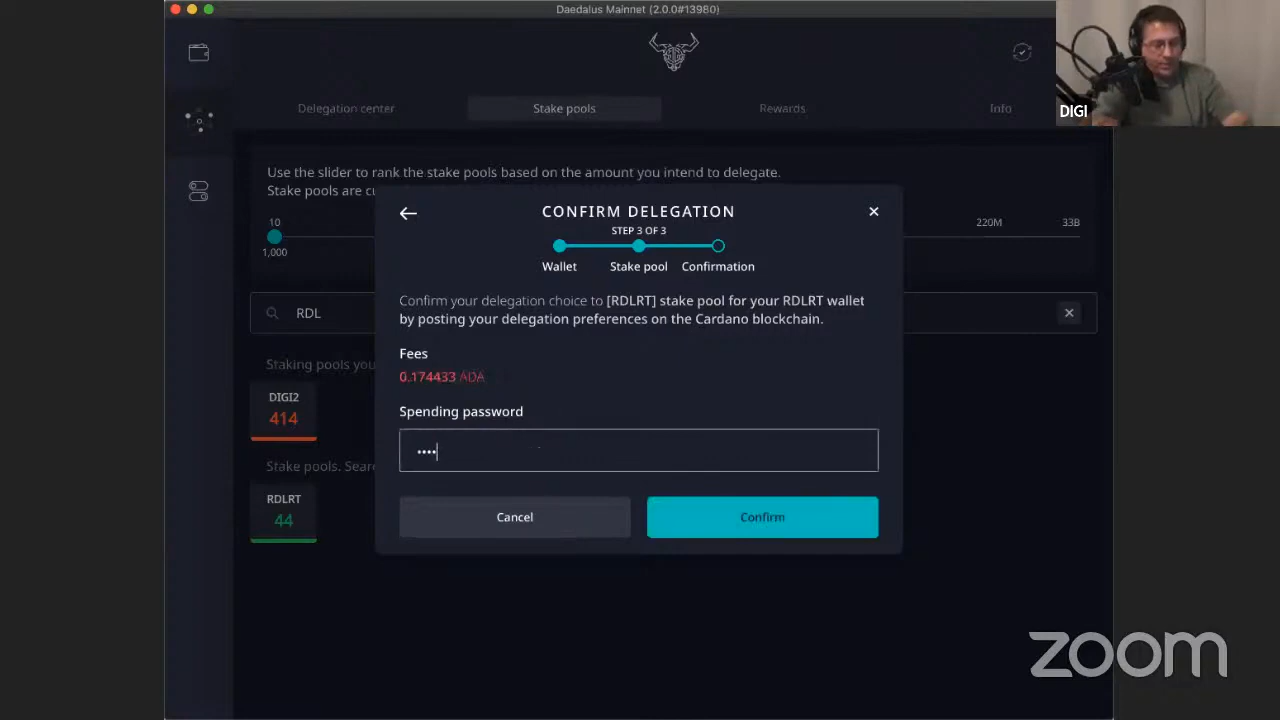 Daedalus Mainnet (2.0.0#13980)
DIGI
Delegation center
Stake pools
Rewards
Info
Use the slider to rank the stake pools based on the amount you intend to delegate.
Stake pools are cu
10
220M
33B
1,000
CONFIRM DELEGATION
STEP 3 OF 3
Wallet
Stake pool
Confirmation
RDL
Confirm your delegation choice to [RDLRT] stake pool for your RDLRT wallet
by posting your delegation preferences on the Cardano blockchain.
Fees
0.174433 ADA
Staking pools you
DIGI2
414
Spending password
••••
Stake pools. Sear
RDLRT
44
Cancel
Confirm
zoom